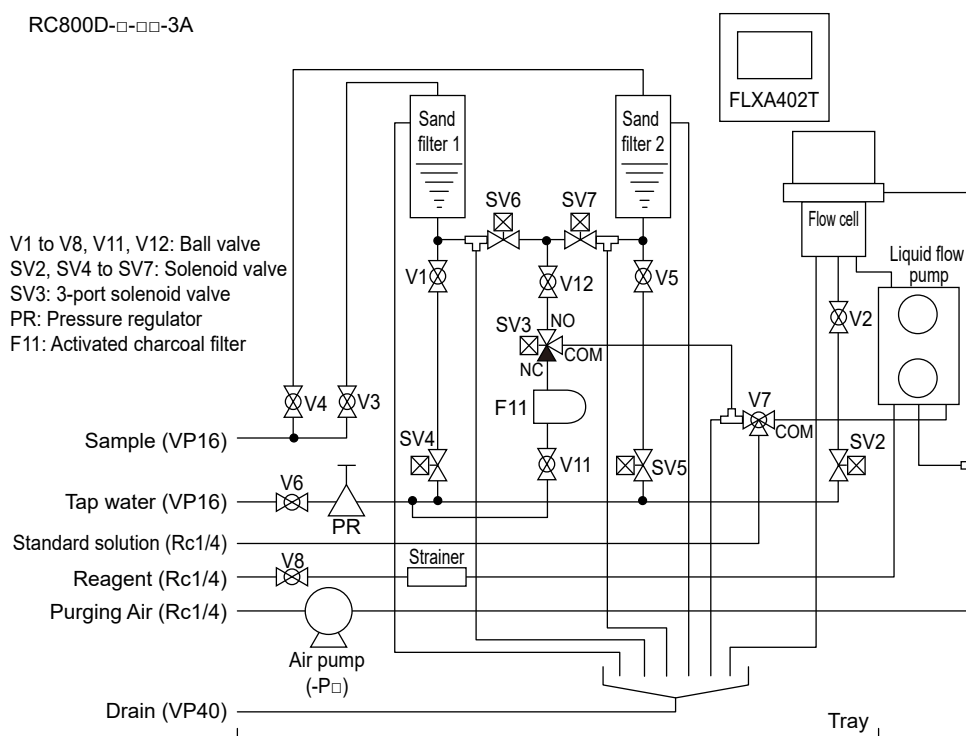 RC800D-□-□□-3A
FLXA402T
Sand
filter 1
Sand
filter 2
SV6
SV7
Flow cell
V1 to V8, V11, V12: Ball valve
SV2, SV4 to SV7: Solenoid valve
SV3: 3-port solenoid valve
PR: Pressure regulator
F11: Activated charcoal filter
V1
V12
V5
Liquid flow
pump
V2
SV3
NO
COM
NC
V4
V3
F11
V7
COM
Sample (VP16)
SV4
V11
SV5
SV2
V6
Tap water (VP16)
PR
Standard solution (Rc1/4)
V8
Strainer
Reagent (Rc1/4)
Purging Air (Rc1/4)
Air pump
(-P□)
Drain (VP40)
Tray